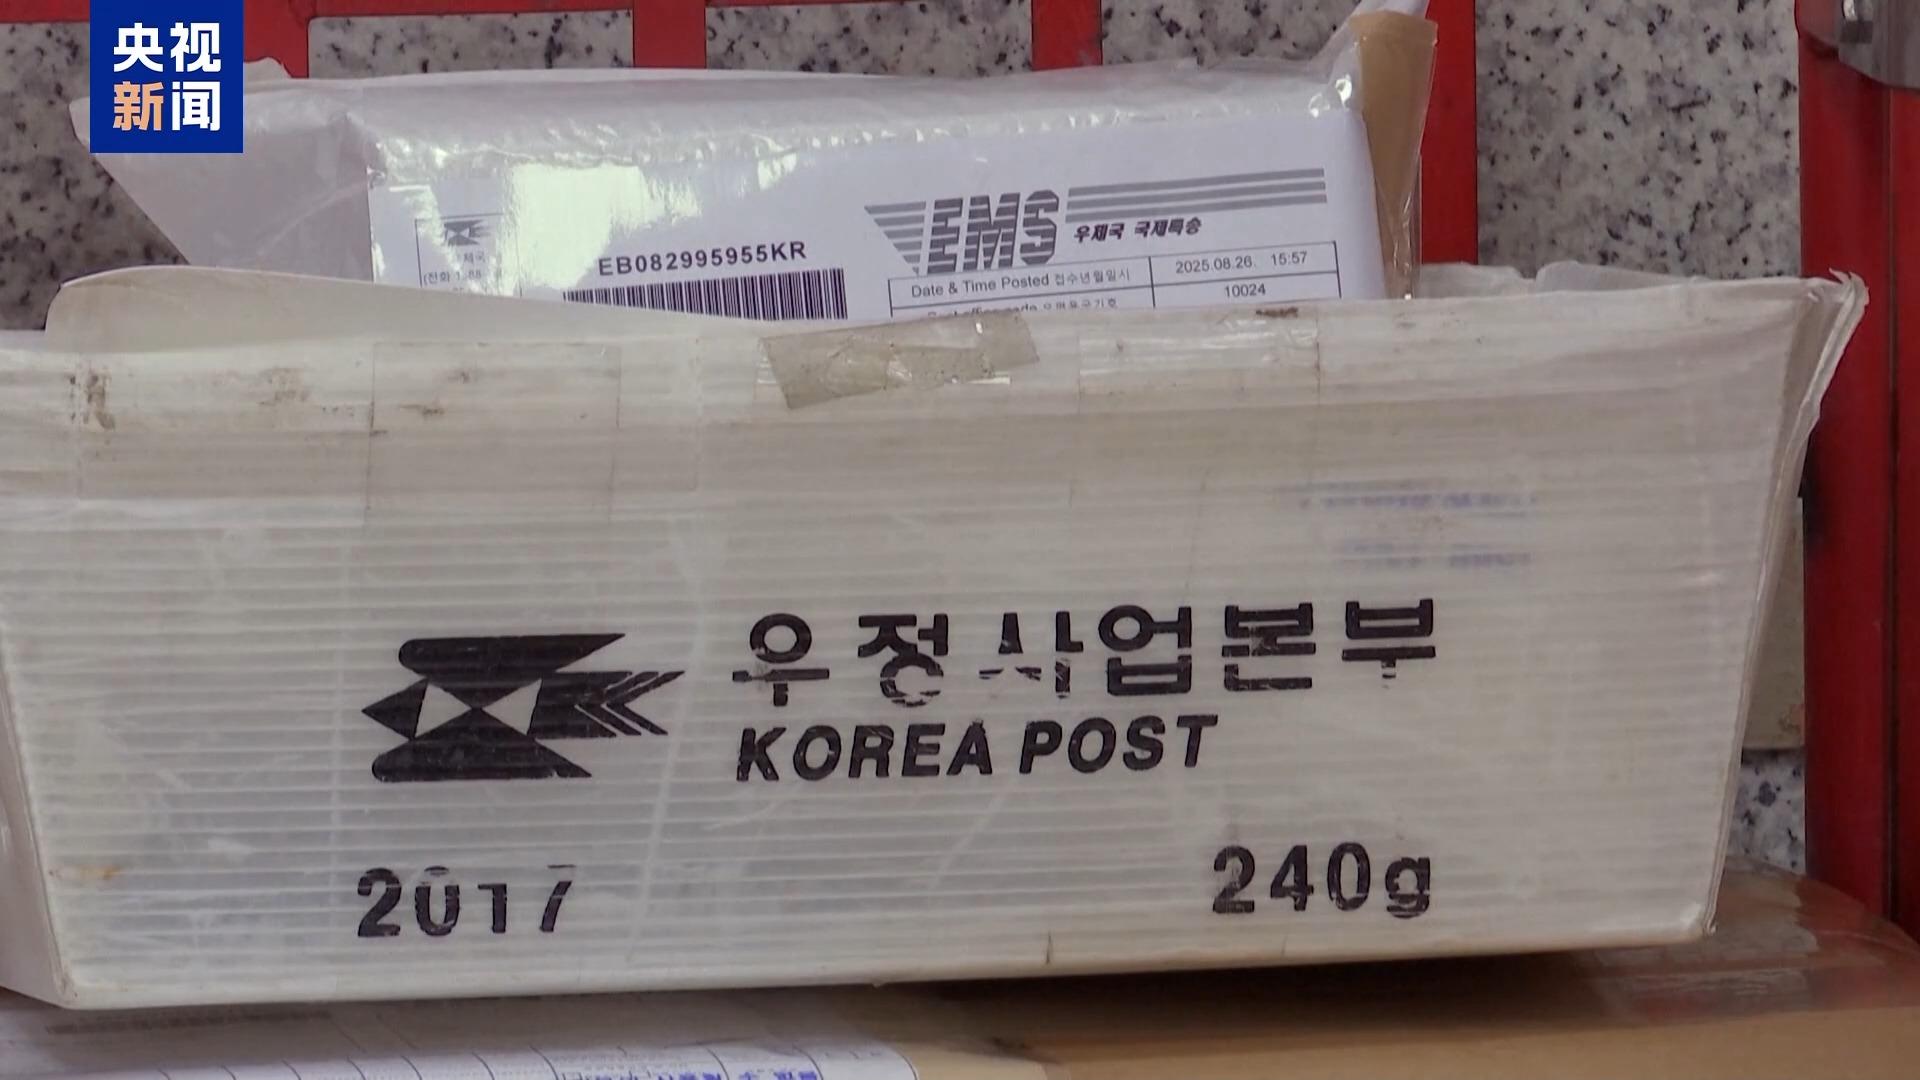 央视
新闻
EMS
우체국 국제특송
EB082995955KR
Date & Time Posted 접수년월일시
2025.08.26. 15:57
10024
우정사업본부
KOREA POST
2017
240g